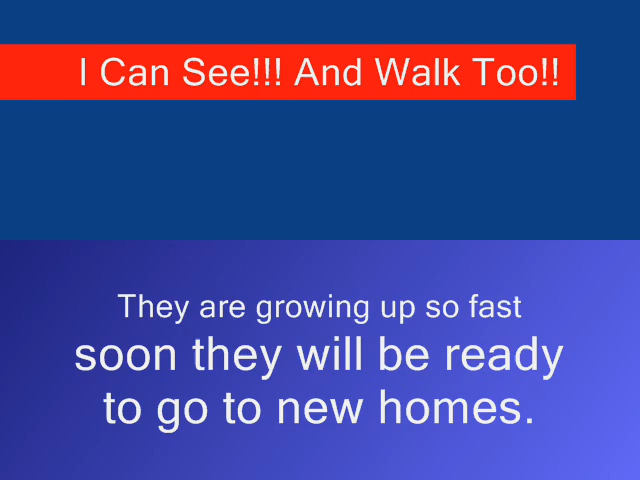 I Can See!!! And Walk Too!!
They are growing up so fast
soon they will be ready
to go to new homes.